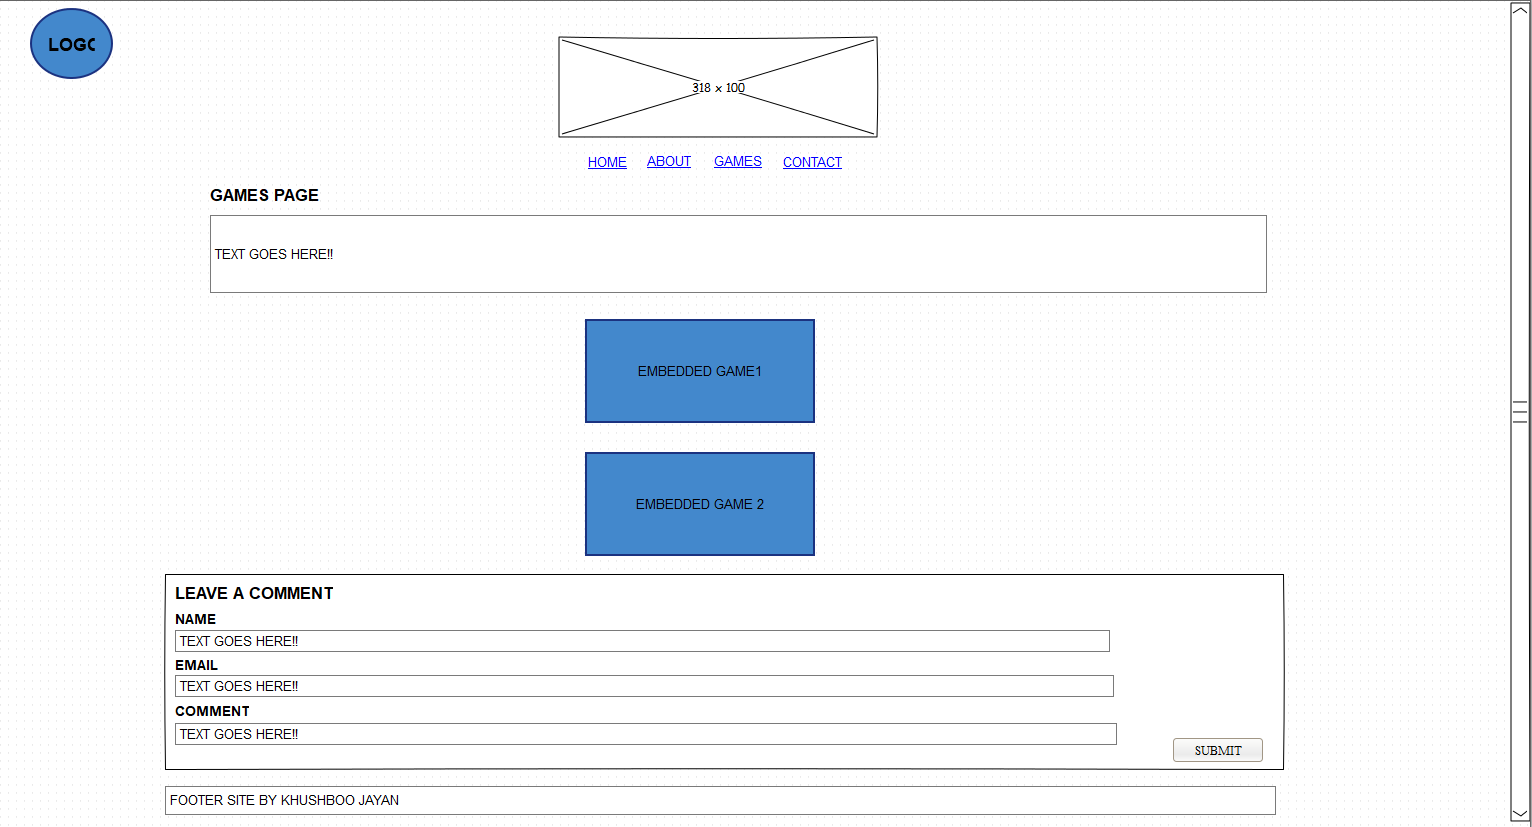 LOGO
318 x 100
HOME ABOUT GAMES CONTACT
GAMES PAGE
TEXT GOES HERE!!
EMBEDDED GAME1
EMBEDDED GAME 2
LEAVE A COMMENT
NAME
TEXT GOES HERE!!
EMAIL
TEXT GOES HERE!!
COMMENT
TEXT GOES HERE!!
SUBMIT
FOOTER SITE BY KHUSHBOO JAYAN